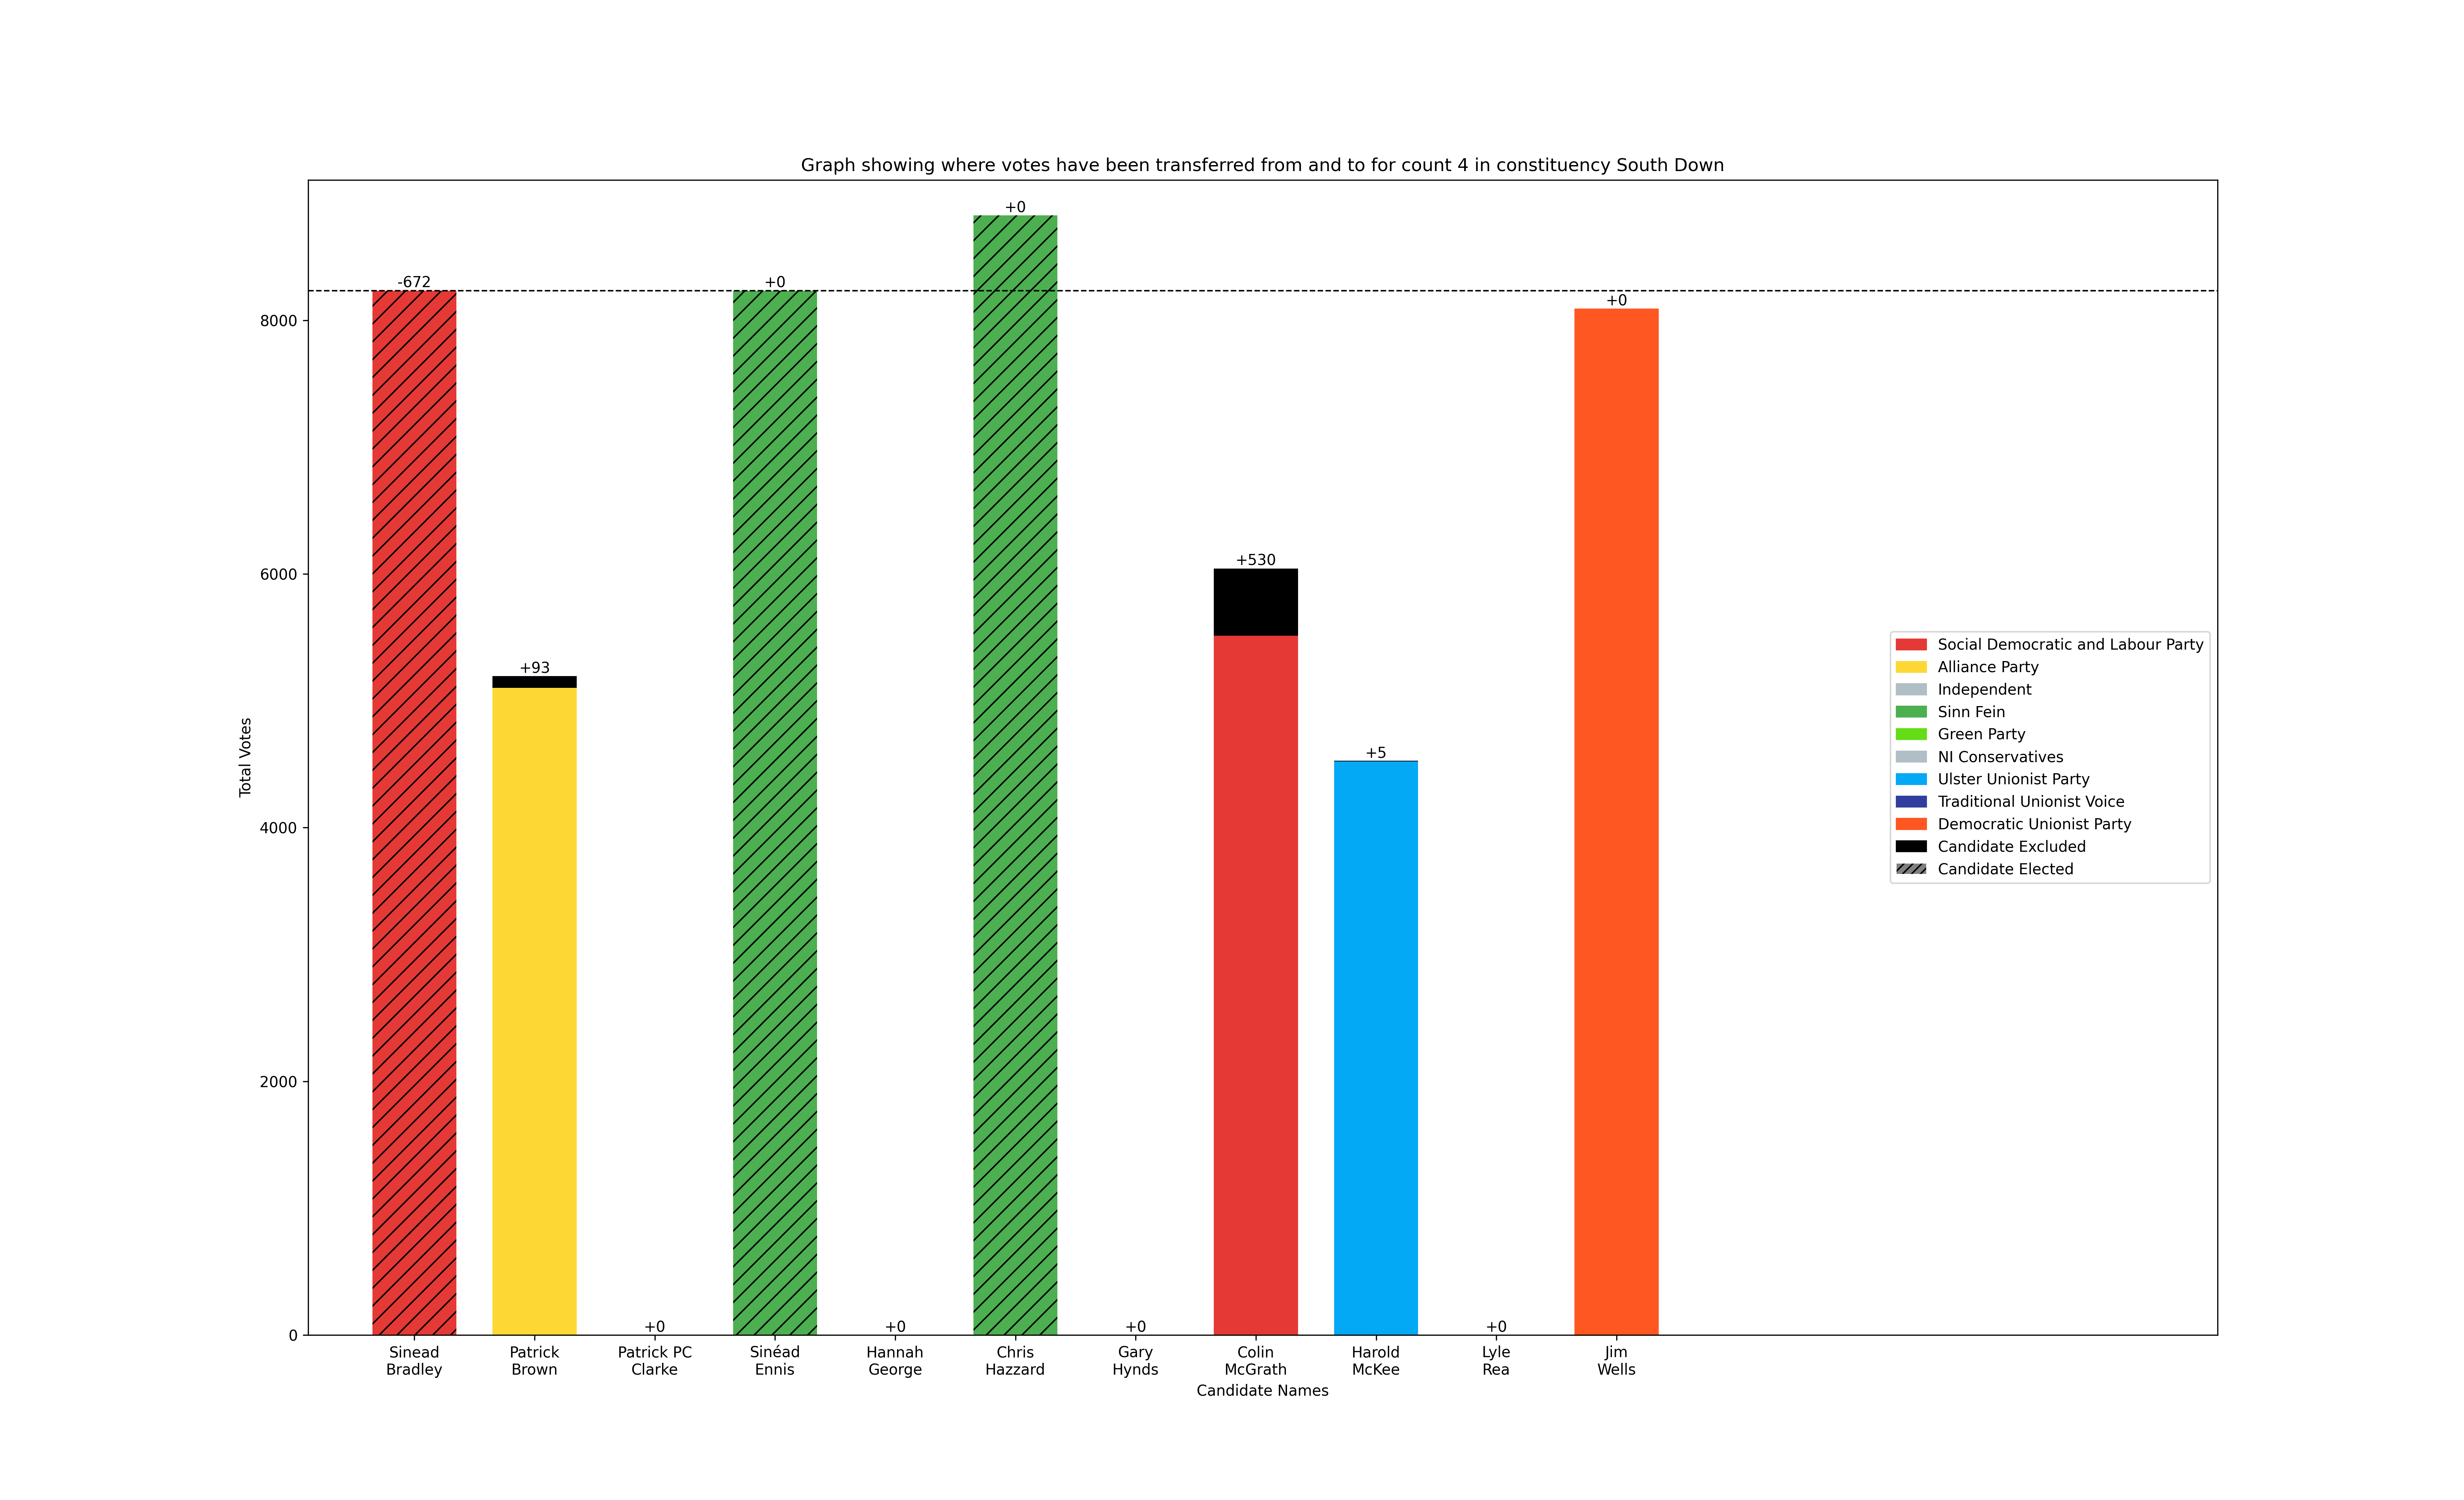 Graph showing where votes have been transferred from and to for count 4 in constituency South Down
+0
-672
+0
+0
8000
+530
6000
+93
+5
Total Votes
4000
2000
0
+0
+0
+0
+0
Social Democratic and Labour Party
Alliance Party
Independent
Sinn Fein
Green Party
NI Conservatives
Ulster Unionist Party
Traditional Unionist Voice
Democratic Unionist Party
Candidate Excluded
Candidate Elected
Sinead
Bradley
Patrick
Brown
Patrick PC
Clarke
Sinéad
Ennis
Hannah
George
Chris
Hazzard
Gary
Hynds
Colin
McGrath
Harold
McKee
Lyle
Rea
Jim
Wells
Candidate Names